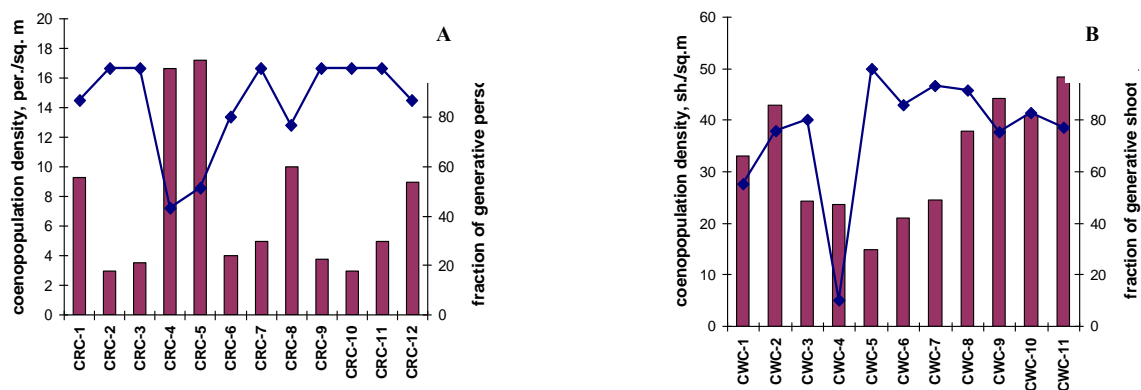 A
coenopopulation density, per./sq. m
20
18
16
14
12
10
8
6
4
2
0
80
60
40
20
0
fraction of generative
CRC-1
CRC-2
CRC-3
CRC-4
CRC-5
CRC-6
CRC-7
CRC-8
CRC-9
CRC-10
CRC-11
CRC-12
B
coenopopulation density, sh./sq.m
60
50
40
30
20
10
0
80
60
40
20
0
fraction of generative shoot
CWC-1
CWC-2
CWC-3
CWC-4
CWC-5
CWC-6
CWC-7
CWC-8
CWC-9
CWC-10
CWC-11